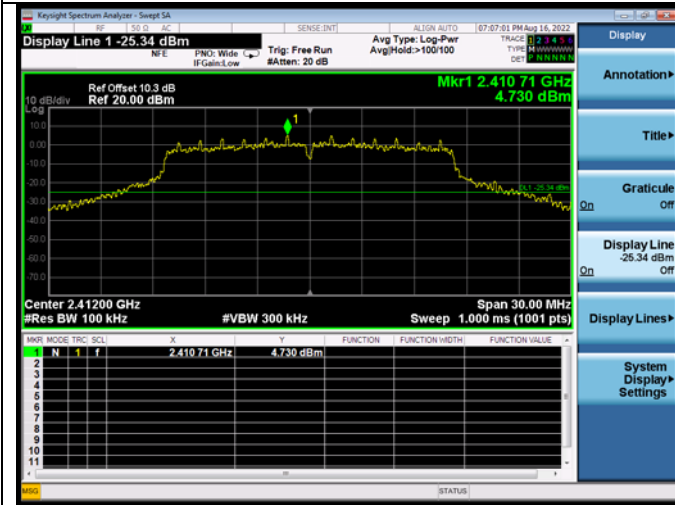 Keysight Spectrum Analyzer - Swept SA
RF 50 Ω AC SENSE:INT ALIGN AUTO 07:07:01 PM Aug 16, 2022
Display Line 1 -25.34 dBm
NFE PNO: Wide IFGain:Low
Trig: Free Run #Atten: 20 dB
Avg Type: Log-Pwr Avg|Hold:>100/100
TRACE 1 2 3 4 5 6
TYPE M WWWWW
DET P N N N N N
Ref Offset 10.3 dB
Mkr1 2.410 71 GHz
10 dB/div Ref 20.00 dBm 4.730 dBm
Log
10.0
1
0.00
-10.0
-20.0
DL1 -25.34 dBm
-30.0
-40.0
-50.0
-60.0
-70.0
Center 2.41200 GHz Span 30.00 MHz
#Res BW 100 kHz #VBW 300 kHz Sweep 1.000 ms (1001 pts)
MKR MODE TRC SCL X Y FUNCTION FUNCTION WIDTH FUNCTION VALUE
1 N 1 f 2.410 71 GHz 4.730 dBm
2
3
4
5
6
7
8
9
10
11
MSG STATUS
Display
Annotation
Title
Graticule
On Off
Display Line
-25.34 dBm
On Off
Display Lines
System
Display
Settings